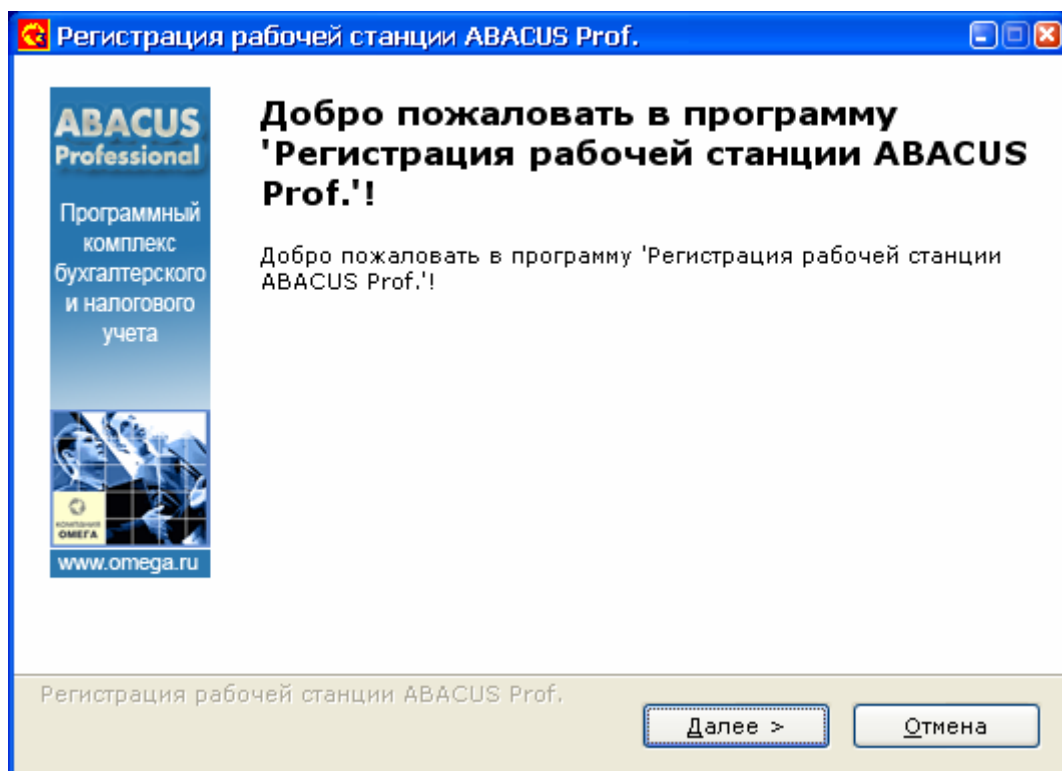 Регистрация рабочей станции ABACUS Prof.
ABACUS
Professional
Программный
комплекс
бухгалтерского
и налогового
учета
КОМПАНИЯ
ОМЕГА
www.omega.ru
Добро пожаловать в программу
'Регистрация рабочей станции ABACUS
Prof.'!
Добро пожаловать в программу 'Регистрация рабочей станции
ABACUS Prof.'!
Регистрация рабочей станции ABACUS Prof.
Далее >
Отмена